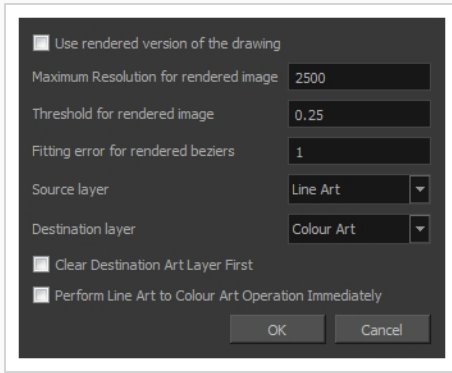 Use rendered version of the drawing
Maximum Resolution for rendered image 2500
Threshold for rendered image 0.25
Fitting error for rendered beziers 1
Source layer Line Art
Destination layer Colour Art
Clear Destination Art Layer First
Perform Line Art to Colour Art Operation Immediately
OK Cancel